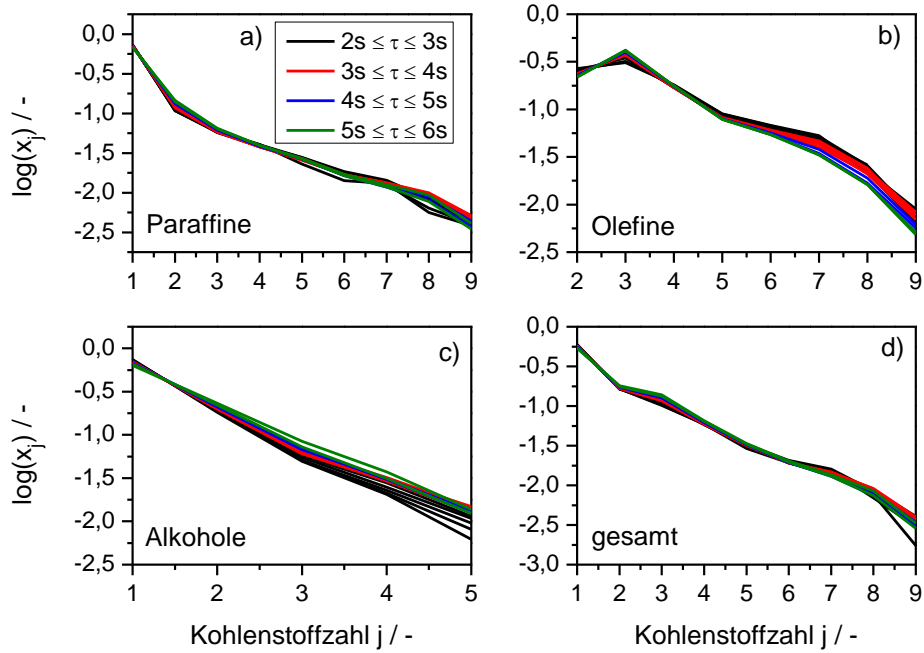 a)
0,0
-0,5
-1,0
-1,5
-2,0
-2,5
log(xj) / -
2s ≤ τ ≤ 3s
3s ≤ τ ≤ 4s
4s ≤ τ ≤ 5s
5s ≤ τ ≤ 6s
Paraffine
1 2 3 4 5 6 7 8 9
b)
0,0
-0,5
-1,0
-1,5
-2,0
-2,5
Olefine
2 3 4 5 6 7 8 9
c)
0,0
-0,5
-1,0
-1,5
-2,0
-2,5
log(xj) / -
Alkohole
1 2 3 4 5
Kohlenstoffzahl j / -
d)
0,0
-0,5
-1,0
-1,5
-2,0
-2,5
-3,0
gesamt
1 2 3 4 5 6 7 8 9
Kohlenstoffzahl j / -